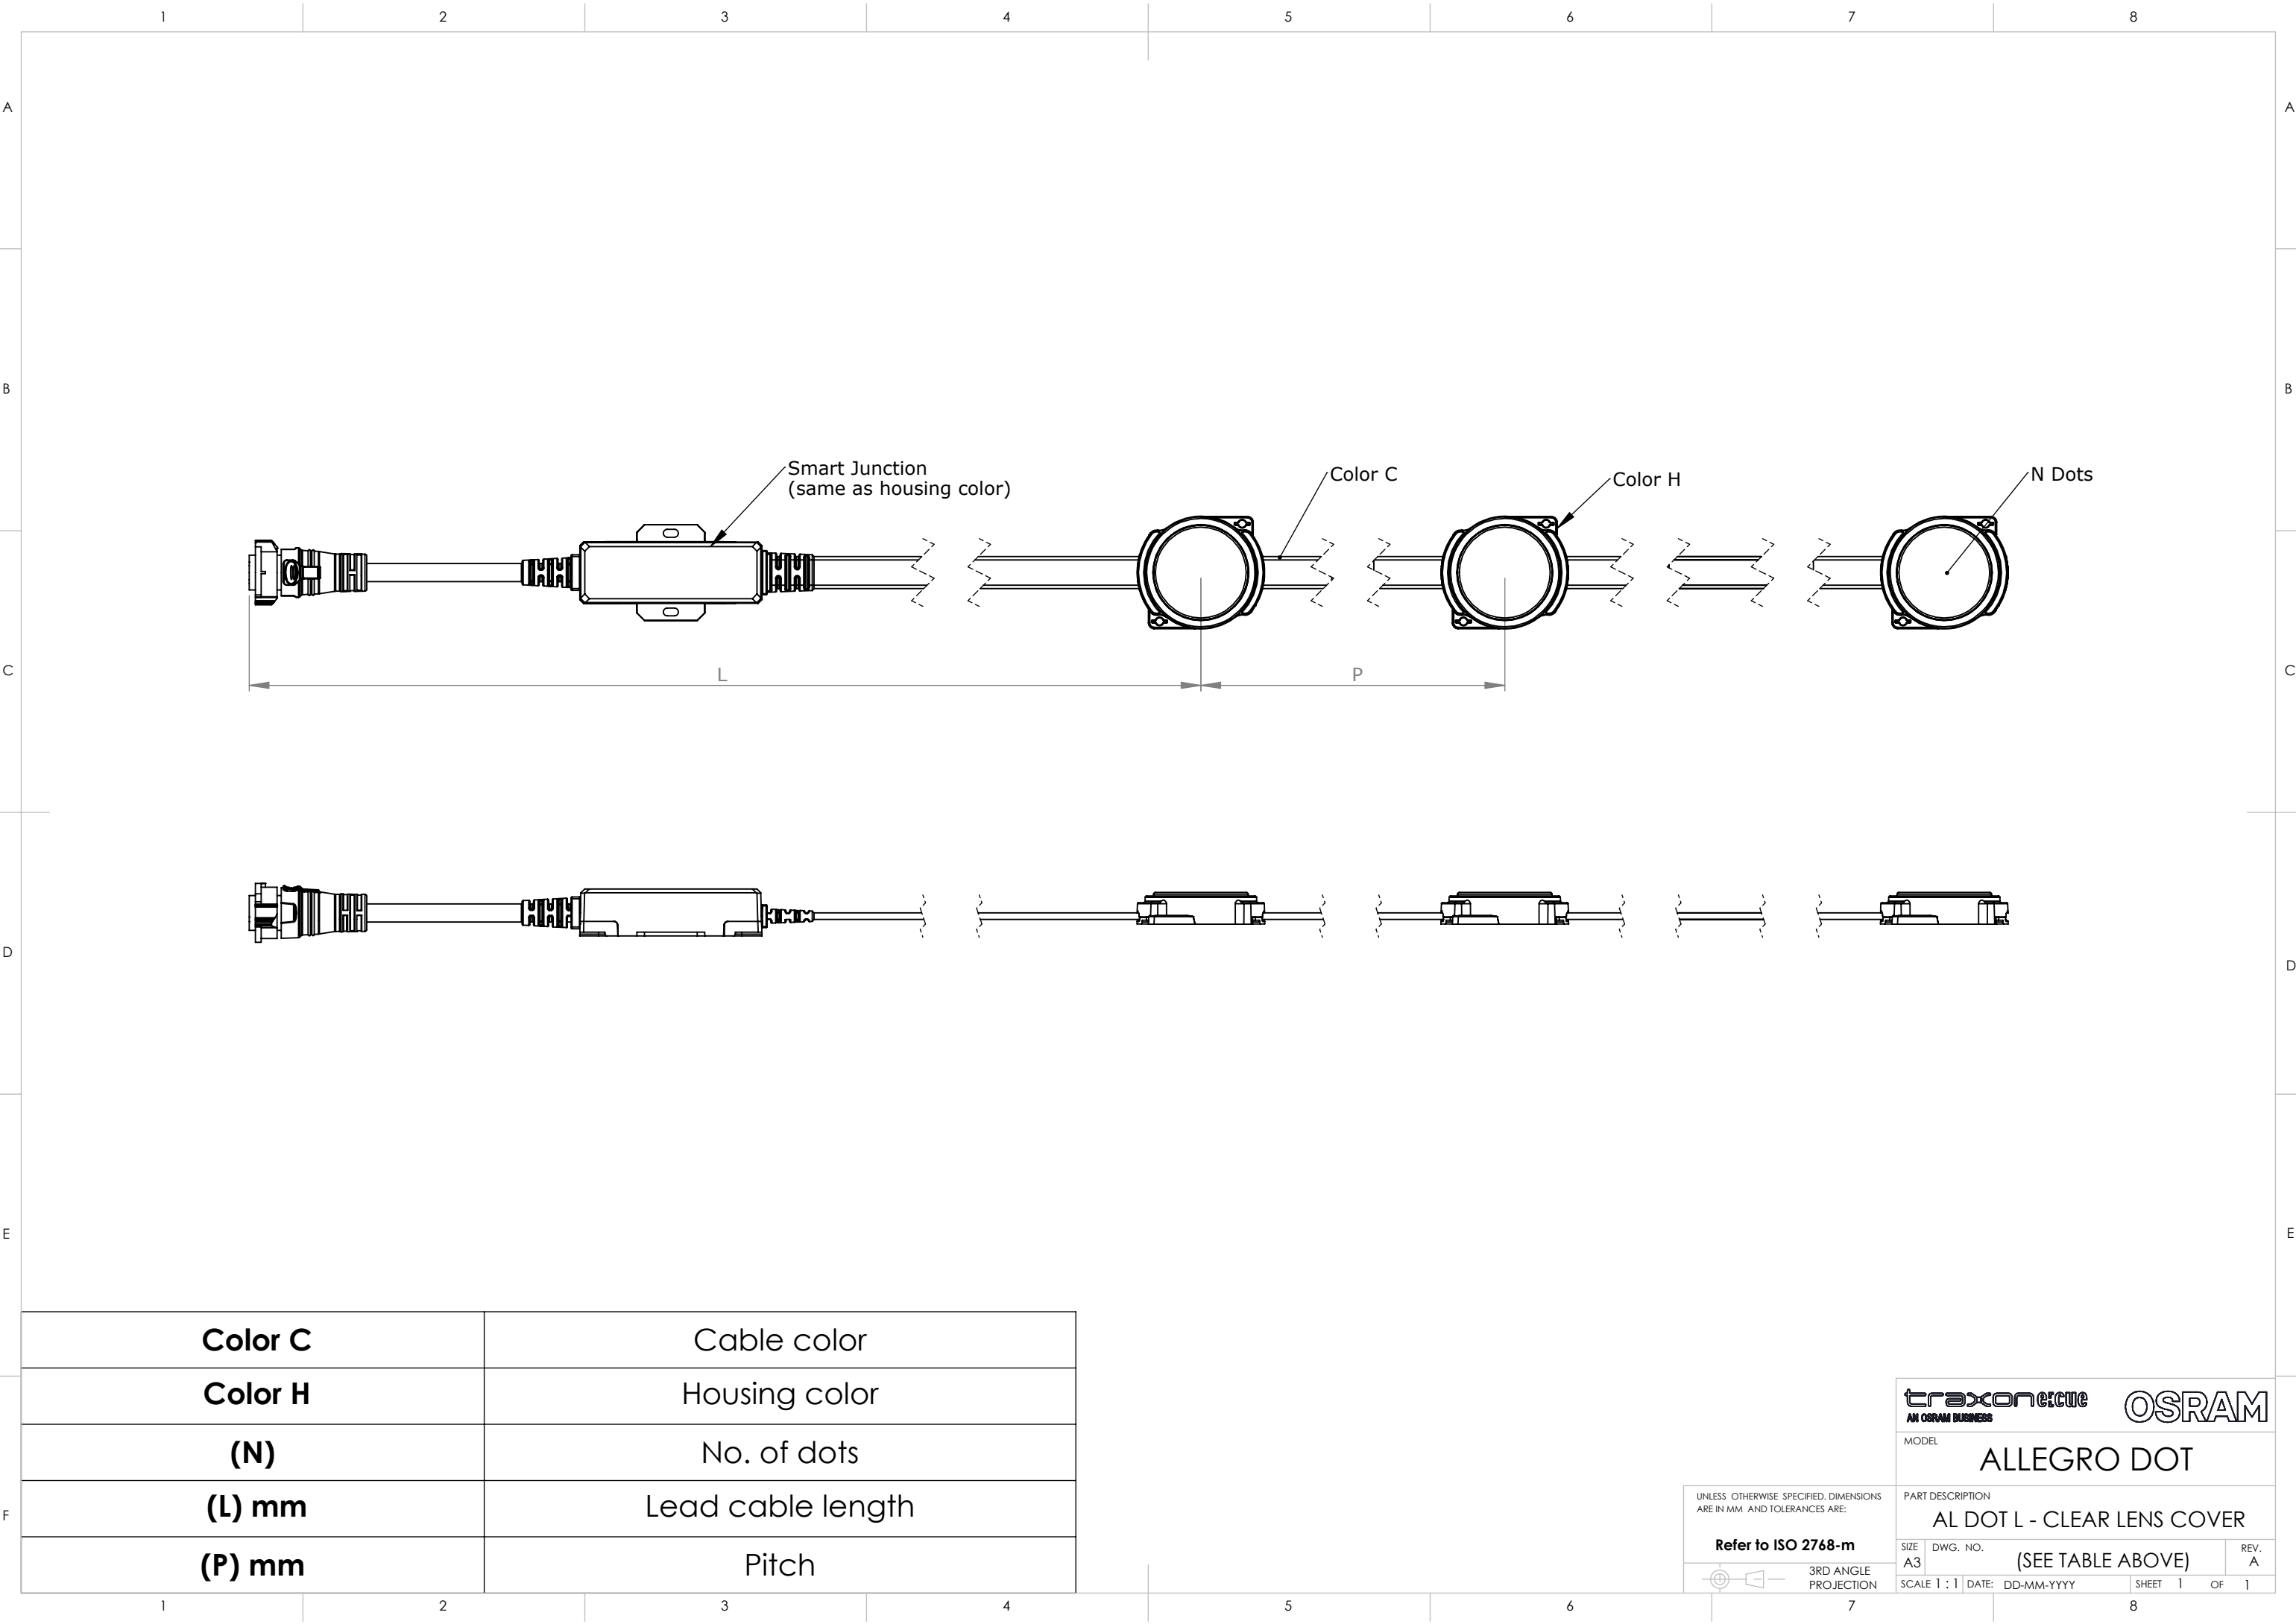 1 2 3 4 5 6 7 8
A A
B B
C C
D D
E E
F
Smart Junction
(same as housing color)
Color C
Color H
N Dots
L
P
Color C Cable color
Color H Housing color
(N) No. of dots
(L) mm Lead cable length
(P) mm Pitch
traxon e:cue
AN OSRAM BUSINESS
OSRAM
MODEL
ALLEGRO DOT
UNLESS OTHERWISE SPECIFIED, DIMENSIONS
ARE IN MM AND TOLERANCES ARE:
Refer to ISO 2768-m
3RD ANGLE
PROJECTION
PART DESCRIPTION
AL DOT L - CLEAR LENS COVER
SIZE
A3
DWG. NO.
(SEE TABLE ABOVE)
REV.
A
SCALE 1 : 1 DATE: DD-MM-YYYY SHEET 1 OF 1
1 2 3 4 5 6 7 8